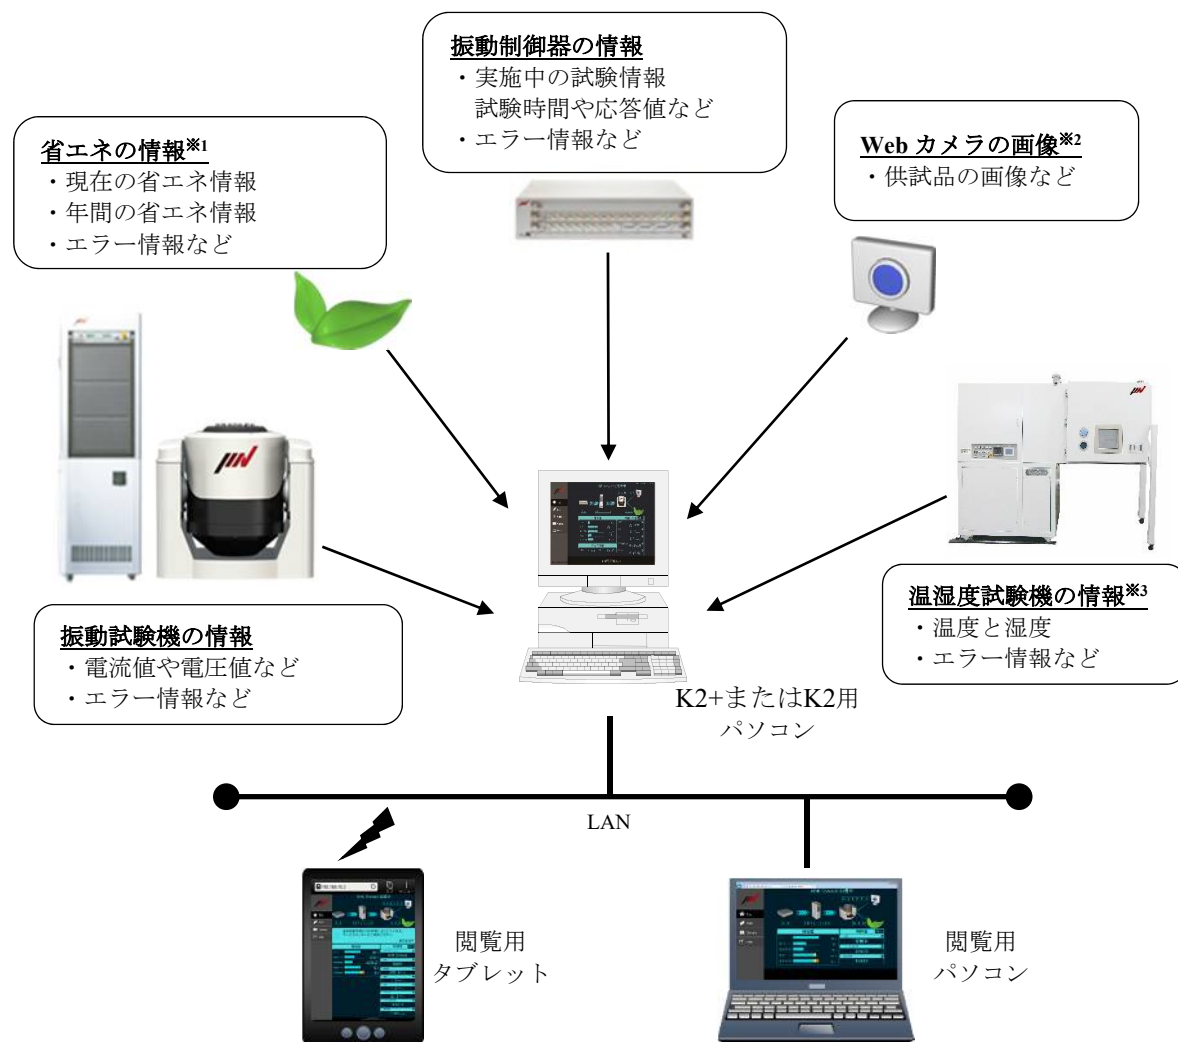 振動制御器の情報
・実施中の試験情報
試験時間や応答値など
・エラー情報など
省エネの情報※1
・現在の省エネ情報
・年間の省エネ情報
・エラー情報など
Web カメラの画像※2
・供試品の画像など
振動試験機の情報
・電流値や電圧値など
・エラー情報など
温湿度試験機の情報※3
・温度と湿度
・エラー情報など
K2+またはK2用
パソコン
LAN
閲覧用
タブレット
閲覧用
パソコン